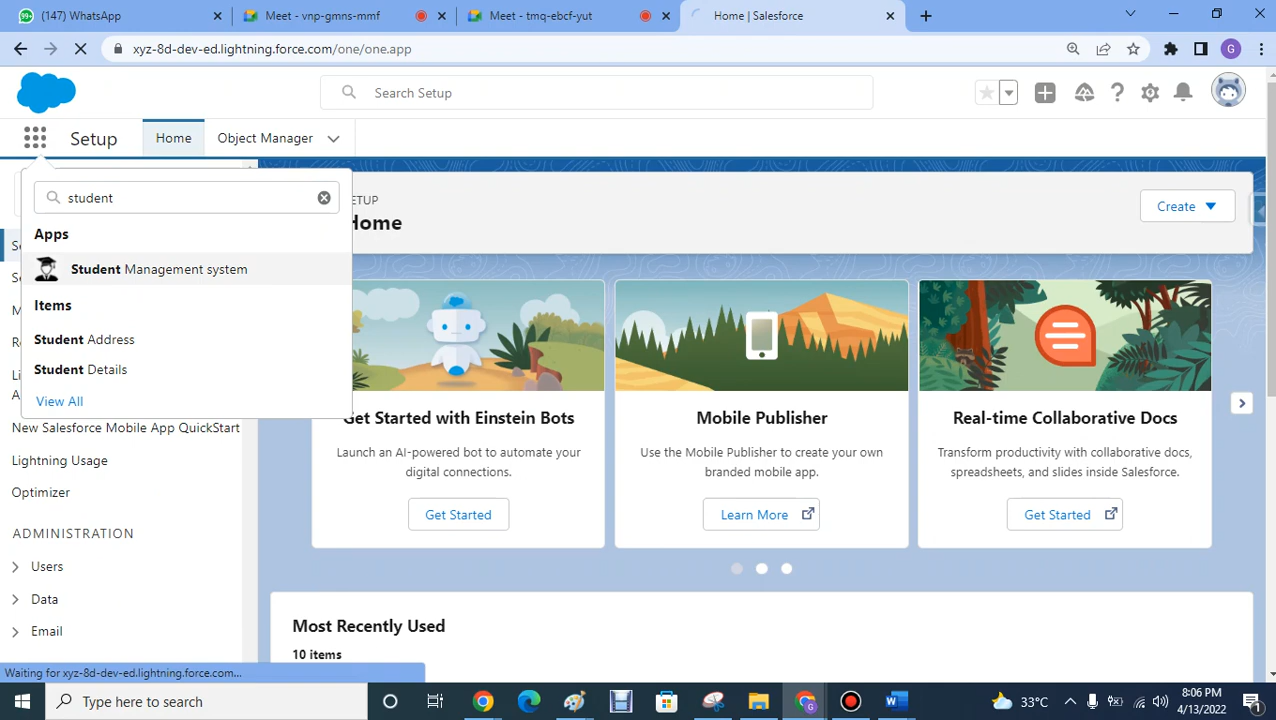 (147) WhatsApp
Meet - vnp-gmns-mmf
Meet - tmq-ebcf-yut
Home | Salesforce
xyz-8d-dev-ed.lightning.force.com/one/one.app
G
Search Setup
Setup
Home
Object Manager
student
Apps
Student Management system
Items
Student Address
Student Details
View All
New Salesforce Mobile App QuickStart
Lightning Usage
Optimizer
ADMINISTRATION
Users
Data
Email
SETUP
Home
Create
Get Started with Einstein Bots
Launch an AI-powered bot to automate your
digital connections.
Get Started
Mobile Publisher
Use the Mobile Publisher to create your own
branded mobile app.
Learn More
Real-time Collaborative Docs
Transform productivity with collaborative docs,
spreadsheets, and slides inside Salesforce.
Get Started
Most Recently Used
10 items
Waiting for xyz-8d-dev-ed.lightning.force.com...
Type here to search
33°C
8:06 PM
4/13/2022